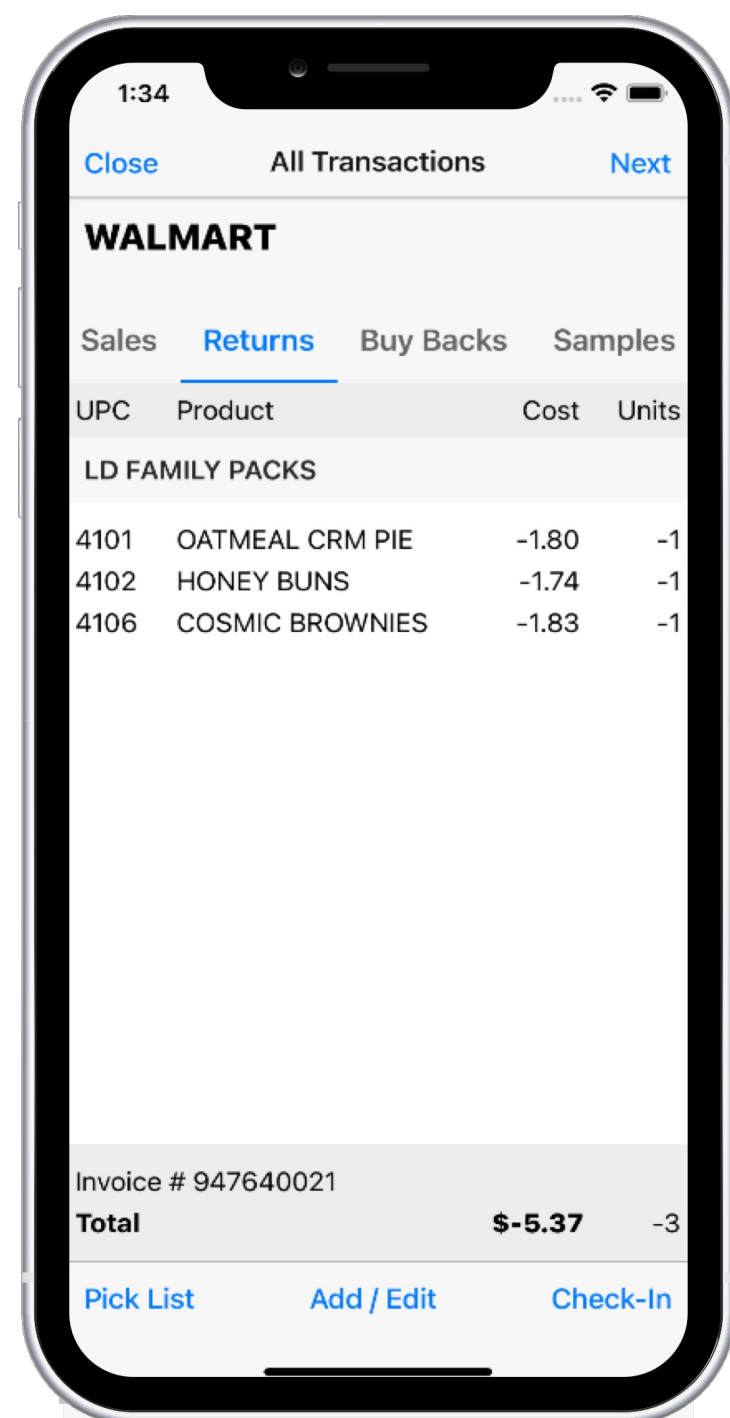 1:34
Close All Transactions Next
WALMART
Sales Returns Buy Backs Samples
UPC Product Cost Units
LD FAMILY PACKS
4101 OATMEAL CRM PIE -1.80 -1
4102 HONEY BUNS -1.74 -1
4106 COSMIC BROWNIES -1.83 -1
Invoice # 947640021
Total $-5.37 -3
Pick List Add / Edit Check-In